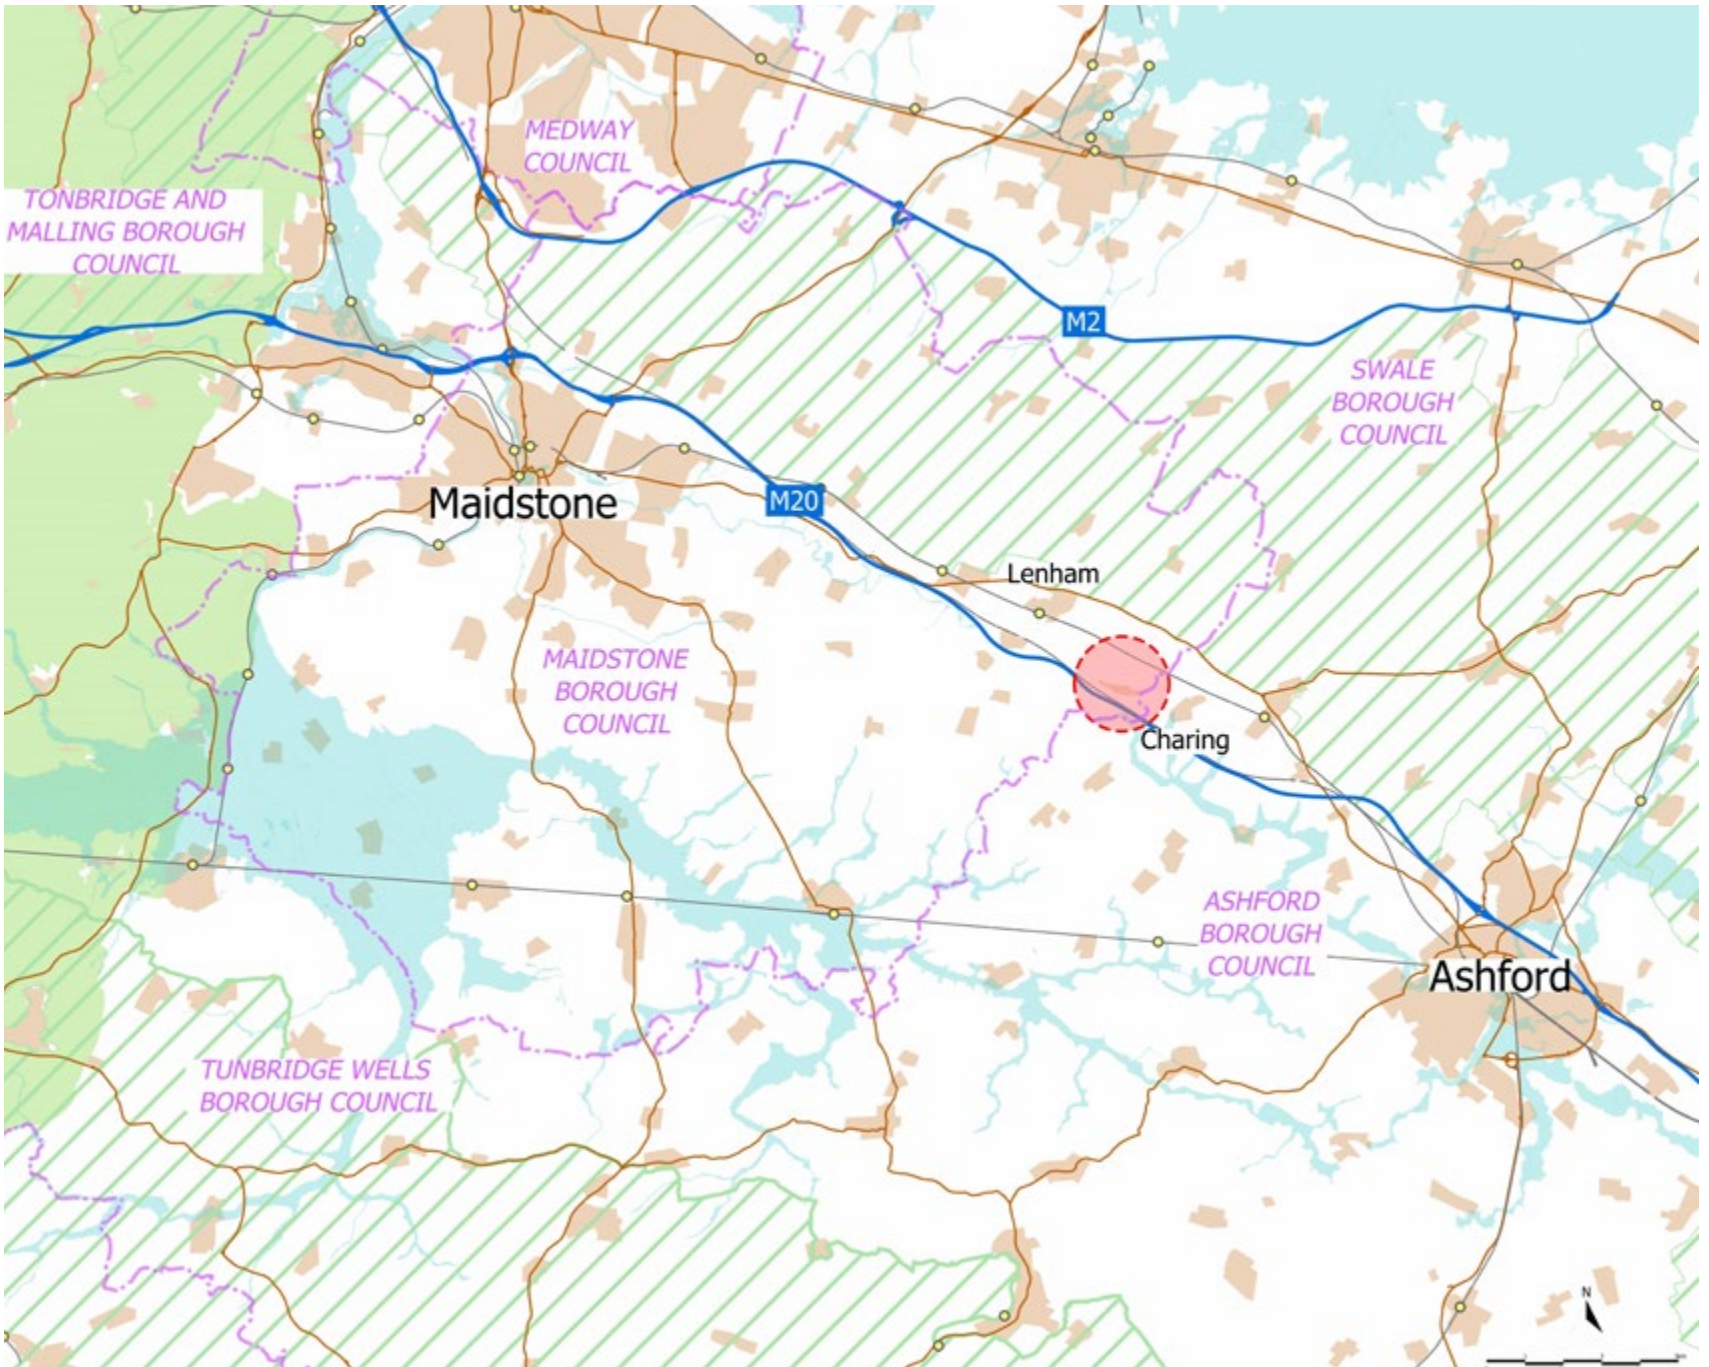 MEDWAY
COUNCIL
TONBRIDGE AND
MALLING BOROUGH
COUNCIL
M2
SWALE
BOROUGH
COUNCIL
Maidstone
M20
Lenham
MAIDSTONE
BOROUGH
COUNCIL
Charing
ASHFORD
BOROUGH
COUNCIL
Ashford
TUNBRIDGE WELLS
BOROUGH COUNCIL
N